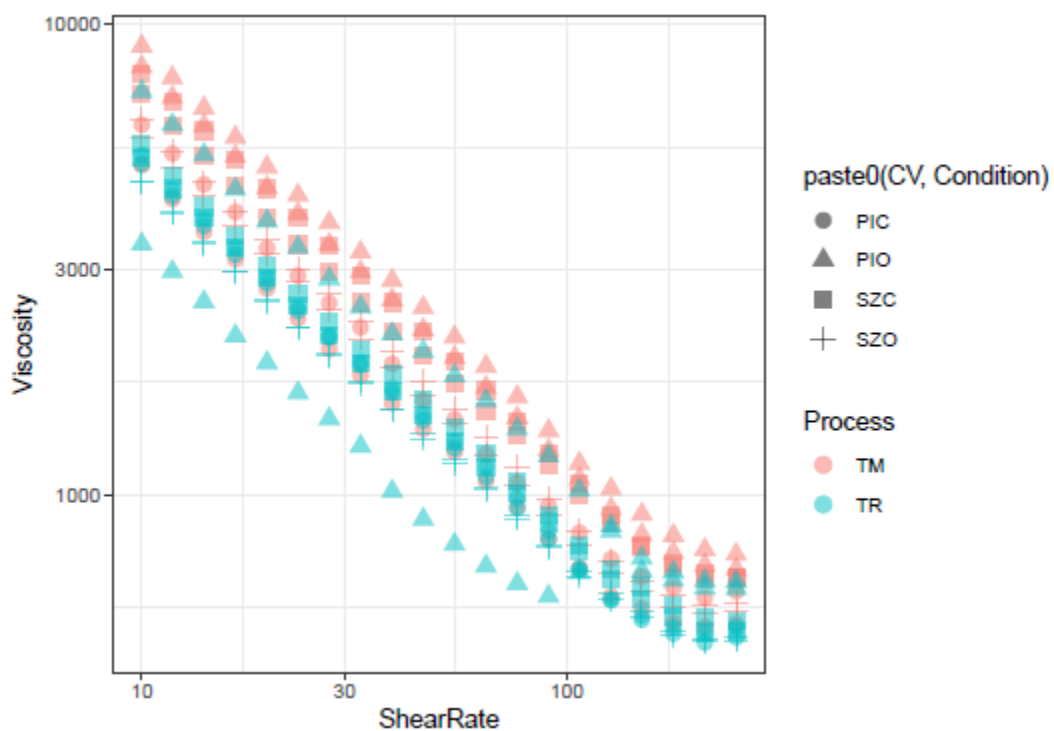 10000
3000
1000
Viscosity
10
30
100
ShearRate
paste0(CV, Condition)
PIC
PIO
SZC
SZO
Process
TM
TR